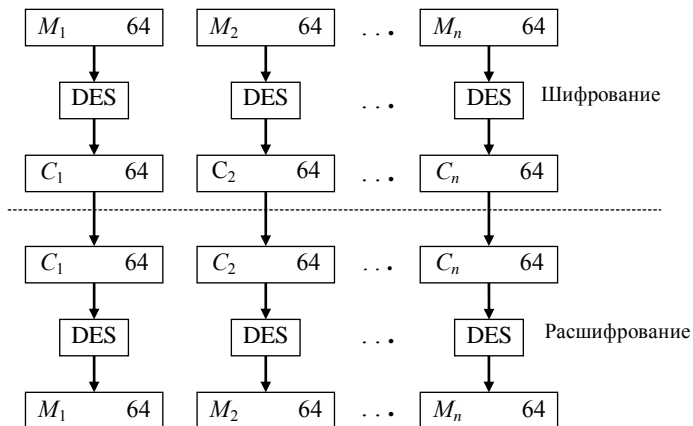 M1 64 M2 64 . . . Mn 64
DES DES . . . DES Шифрование
C1 64 C2 64 . . . Cn 64
C1 64 C2 64 . . . Cn 64
DES DES . . . DES Расшифрование
M1 64 M2 64 . . . Mn 64